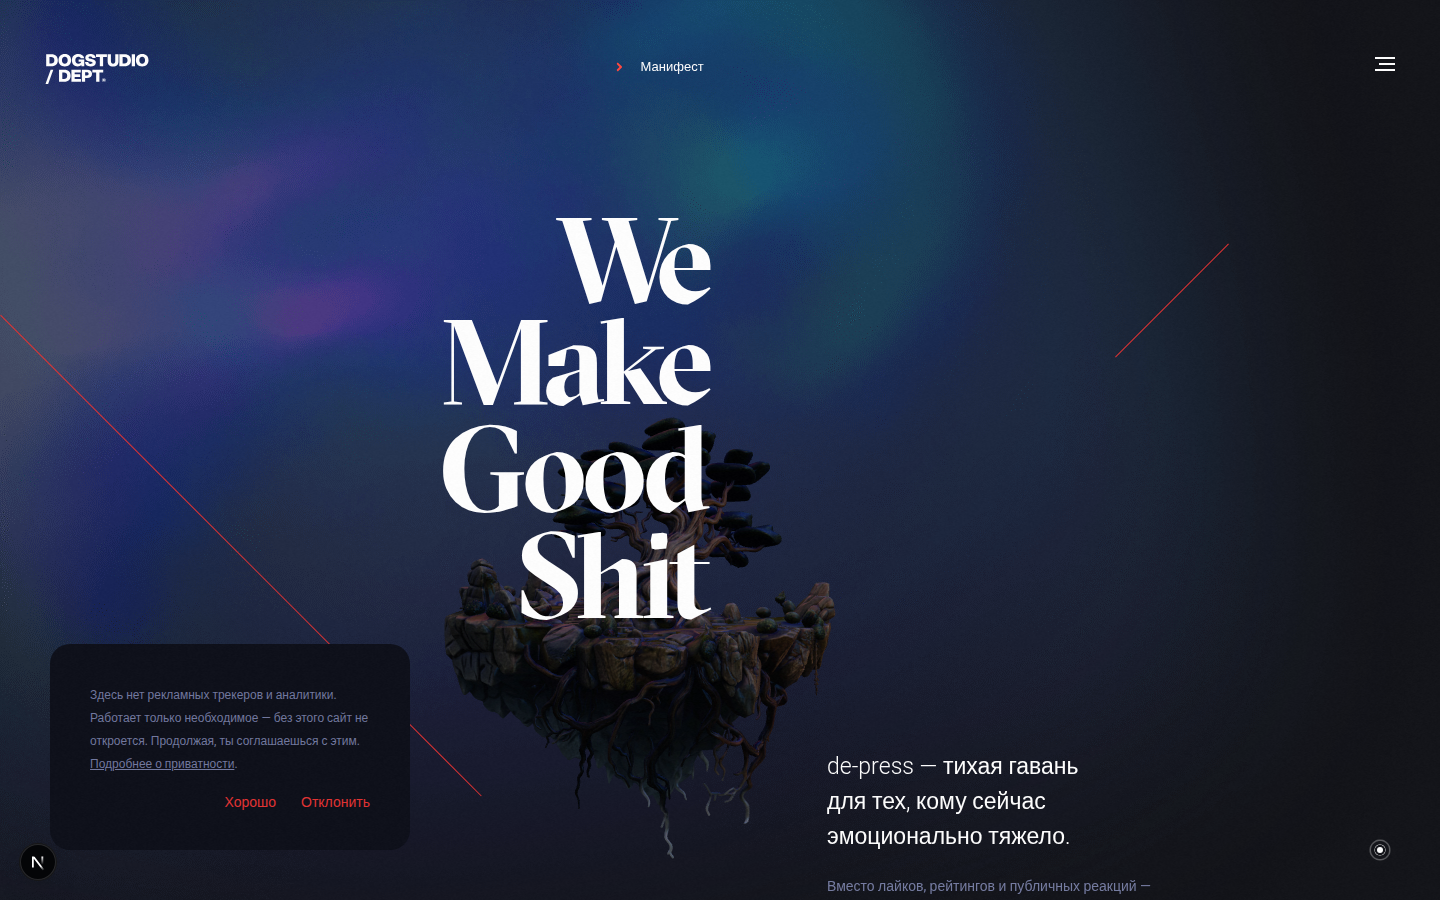 DOGSTUDIO
/ DEPT.
Манифест
We
Make
Good
Shit
Здесь нет рекламных трекеров и аналитики.
Работает только необходимое — без этого сайт не
откроется. Продолжая, ты соглашаешься с этим.
Подробнее о приватности.
Хорошо Отклонить
de-press — тихая гавань
для тех, кому сейчас
эмоционально тяжело.
Вместо лайков, рейтингов и публичных реакций —
N